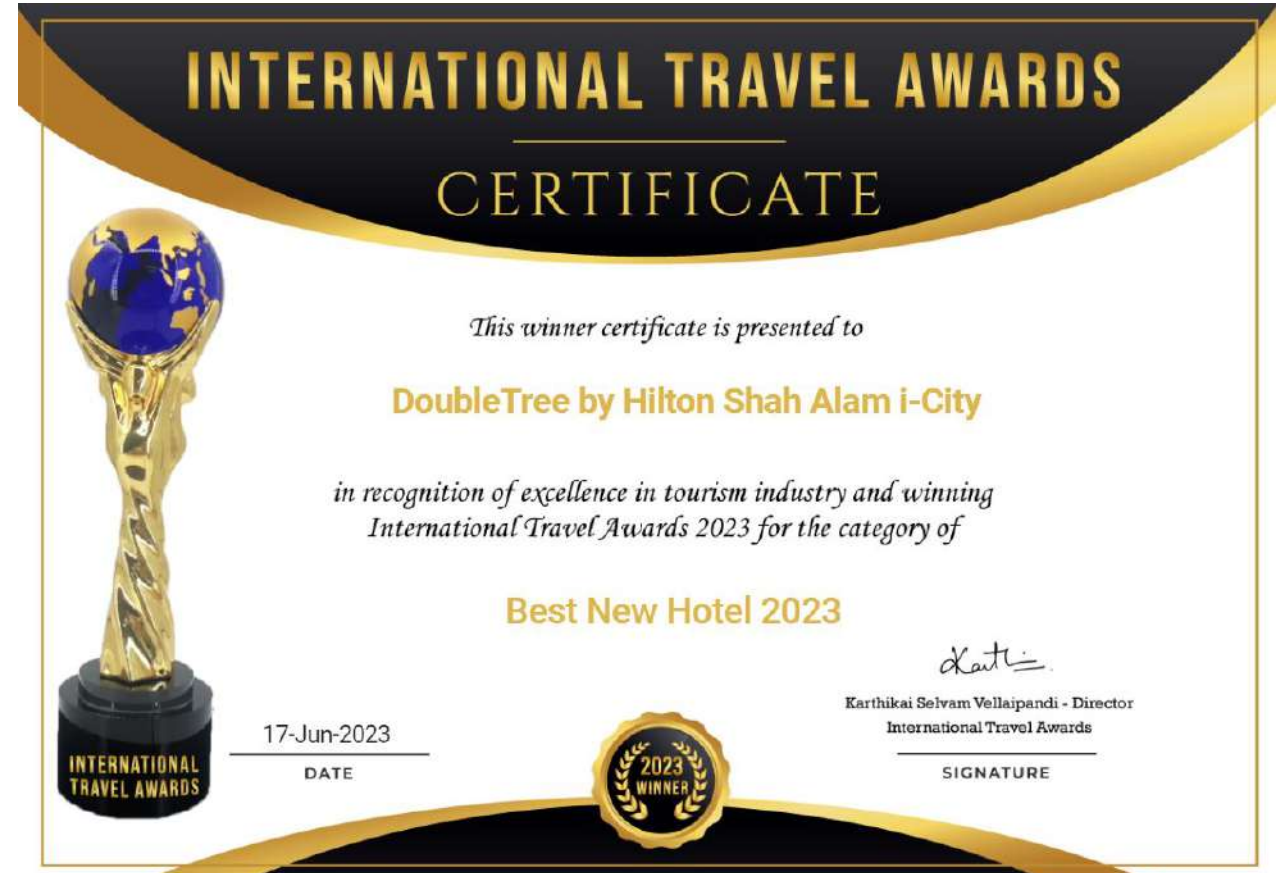 INTERNATIONAL TRAVEL AWARDS
CERTIFICATE
This winner certificate is presented to
DoubleTree by Hilton Shah Alam i-City
in recognition of excellence in tourism industry and winning
International Travel Awards 2023 for the category of
Best New Hotel 2023
Karthikai Selvam Vellaipandi - Director
International Travel Awards
SIGNATURE
17-Jun-2023
DATE
INTERNATIONAL
TRAVEL AWARDS
2023
WINNER